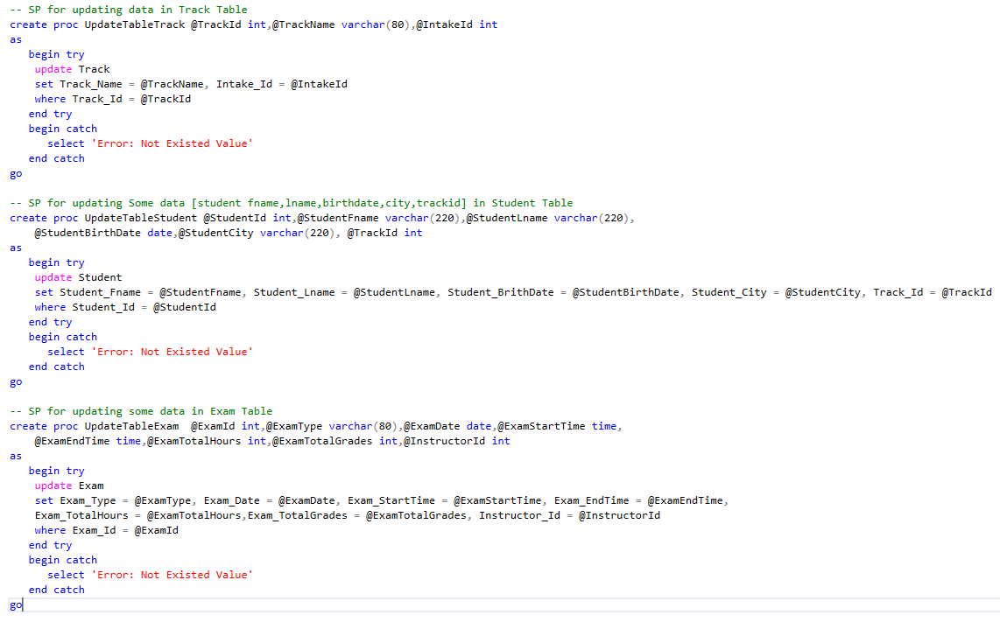 -- SP for updating data in Track Table
create proc UpdateTableTrack @TrackId int,@TrackName varchar(80),@IntakeId int
as
begin try
update Track
set Track_Name = @TrackName, Intake_Id = @IntakeId
where Track_Id = @TrackId
end try
begin catch
select 'Error: Not Existed Value'
end catch
go
-- SP for updating Some data [student fname,lname,birthdate,city,trackid] in Student Table
create proc UpdateTableStudent @StudentId int,@StudentFname varchar(220),@StudentLname varchar(220),
@StudentBirthDate date,@StudentCity varchar(220), @TrackId int
as
begin try
update Student
set Student_Fname = @StudentFname, Student_Lname = @StudentLname, Student_BrithDate = @StudentBirthDate, Student_City = @StudentCity, Track_Id = @TrackId
where Student_Id = @StudentId
end try
begin catch
select 'Error: Not Existed Value'
end catch
go
-- SP for updating some data in Exam Table
create proc UpdateTableExam  @ExamId int,@ExamType varchar(80),@ExamDate date,@ExamStartTime time,
@ExamEndTime time,@ExamTotalHours int,@ExamTotalGrades int,@InstructorId int
as
begin try
update Exam
set Exam_Type = @ExamType, Exam_Date = @ExamDate, Exam_StartTime = @ExamStartTime, Exam_EndTime = @ExamEndTime,
Exam_TotalHours = @ExamTotalHours,Exam_TotalGrades = @ExamTotalGrades, Instructor_Id = @InstructorId
where Exam_Id = @ExamId
end try
begin catch
select 'Error: Not Existed Value'
end catch
go